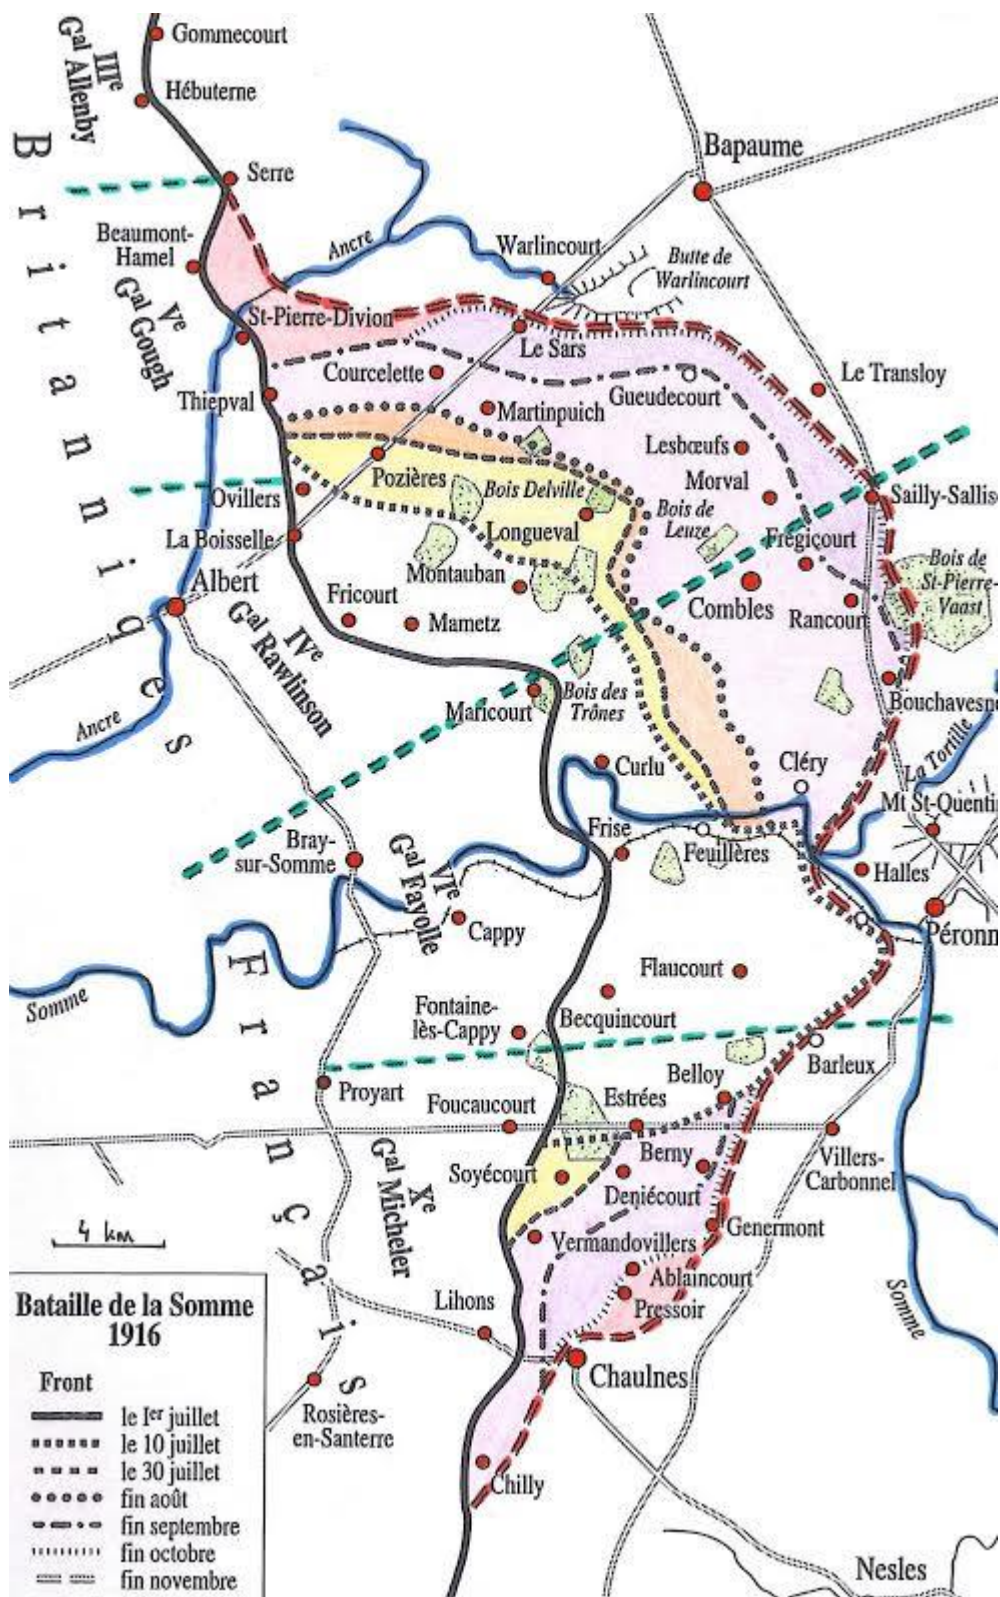 Gommecourt
IIIe
Gal Allenby
Hébuterne
Britanniques
Bapaume
Serre
Beaumont-
Hamel
Ancre
Warlincourt
Butte de
Warlincourt
Ve
Gal Gough
St-Pierre-Divion
Le Sars
Courcelette
Gueudecourt
Le Transloy
Thiepval
Martinpuich
Lesbœufs
Pozières
Morval
Ovillers
Bois Delville
Bois de
Leuze
Sailly-Sallise
Longueval
La Boisselle
Frégicourt
Bois de
St-Pierre-
Vaast
Albert
Montauban
Fricourt
Combles
Mametz
Rancourt
IVe
Gal Rawlinson
Maricourt
Bois des
Trônes
Bouchavesne
Ancre
Curlu
Cléry
La Tortille
Mt St-Quentin
Bray-
sur-Somme
Frise
Feuillères
Halles
VIe
Gal Fayolle
Cappy
Péronn
Français
Somme
Flaucourt
Fontaine-
lès-Cappy
Becquincourt
Barleux
Proyart
Belloy
Foucaucourt
Estrées
Xe
Gal Micheler
Soyécourt
Berny
Villers-
Carbonnel
Deniécourt
4 km
Vermandovillers
Genermont
Ablaincourt
Pressoir
Somme
Lihons
Chaulnes
Rosières-
en-Santerre
Chilly
Nesles
Bataille de la Somme
1916
Front
le Ier juillet
le 10 juillet
le 30 juillet
fin août
fin septembre
fin octobre
fin novembre